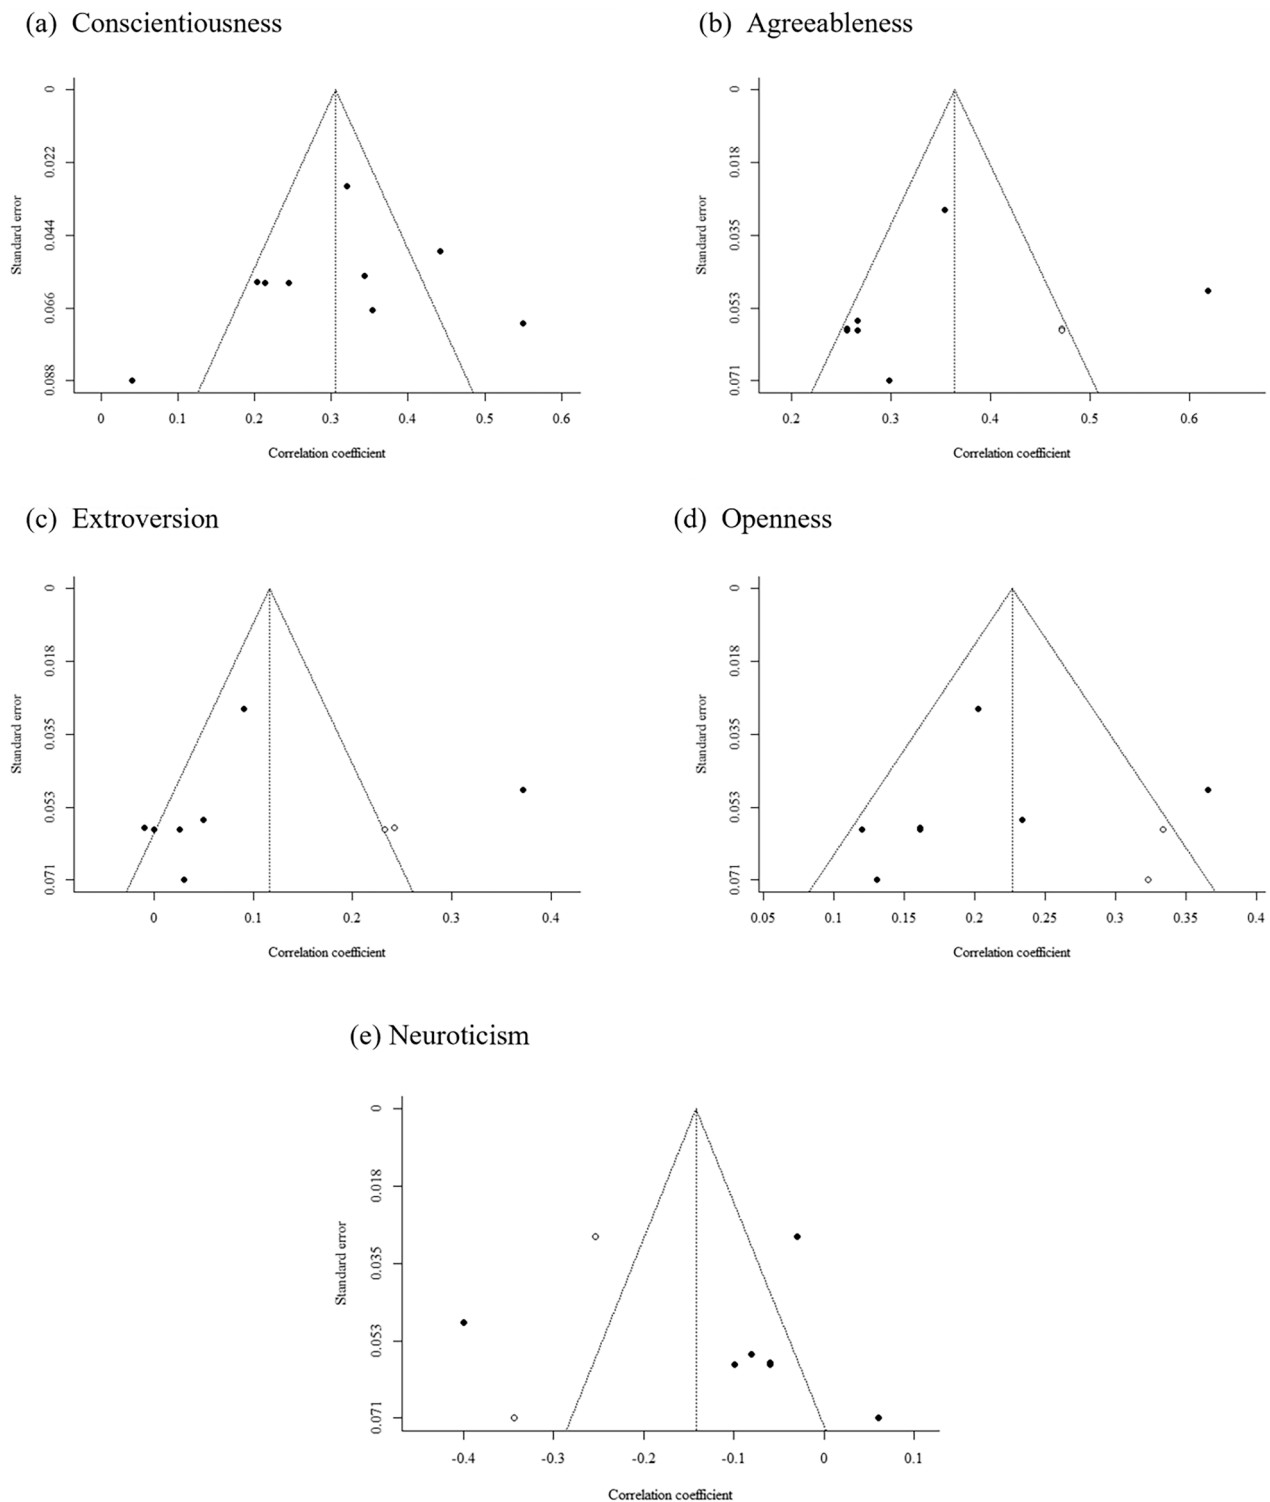 (a) Conscientiousness
(b) Agreeableness
0
0.022
0.044
0.066
0.088
Standard error
0 0.1 0.2 0.3 0.4 0.5 0.6
Correlation coefficient
0
0.018
0.035
0.053
0.071
Standard error
0.2 0.3 0.4 0.5 0.6
Correlation coefficient
(c) Extroversion
(d) Openness
0
0.018
0.035
0.053
0.071
Standard error
0 0.1 0.2 0.3 0.4
Correlation coefficient
0
0.018
0.035
0.053
0.071
Standard error
0.05 0.1 0.15 0.2 0.25 0.3 0.35 0.4
Correlation coefficient
(e) Neuroticism
0
0.018
0.035
0.053
0.071
Standard error
-0.4 -0.3 -0.2 -0.1 0 0.1
Correlation coefficient